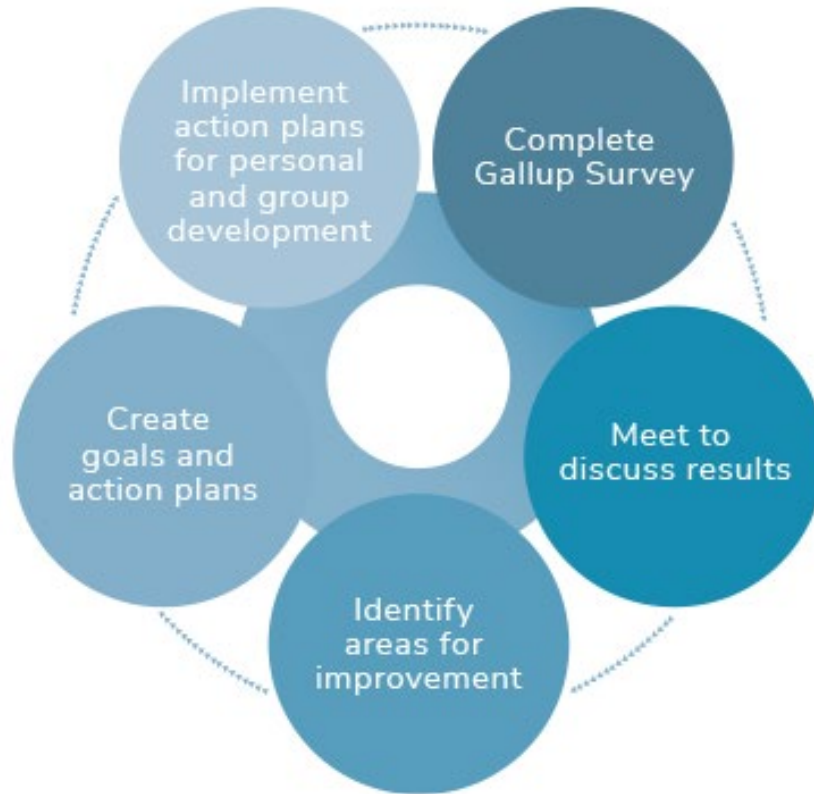 Implement
action plans
for personal
and group
development
Complete
Gallup Survey
Meet to
discuss results
Identify
areas for
improvement
Create
goals and
action plans